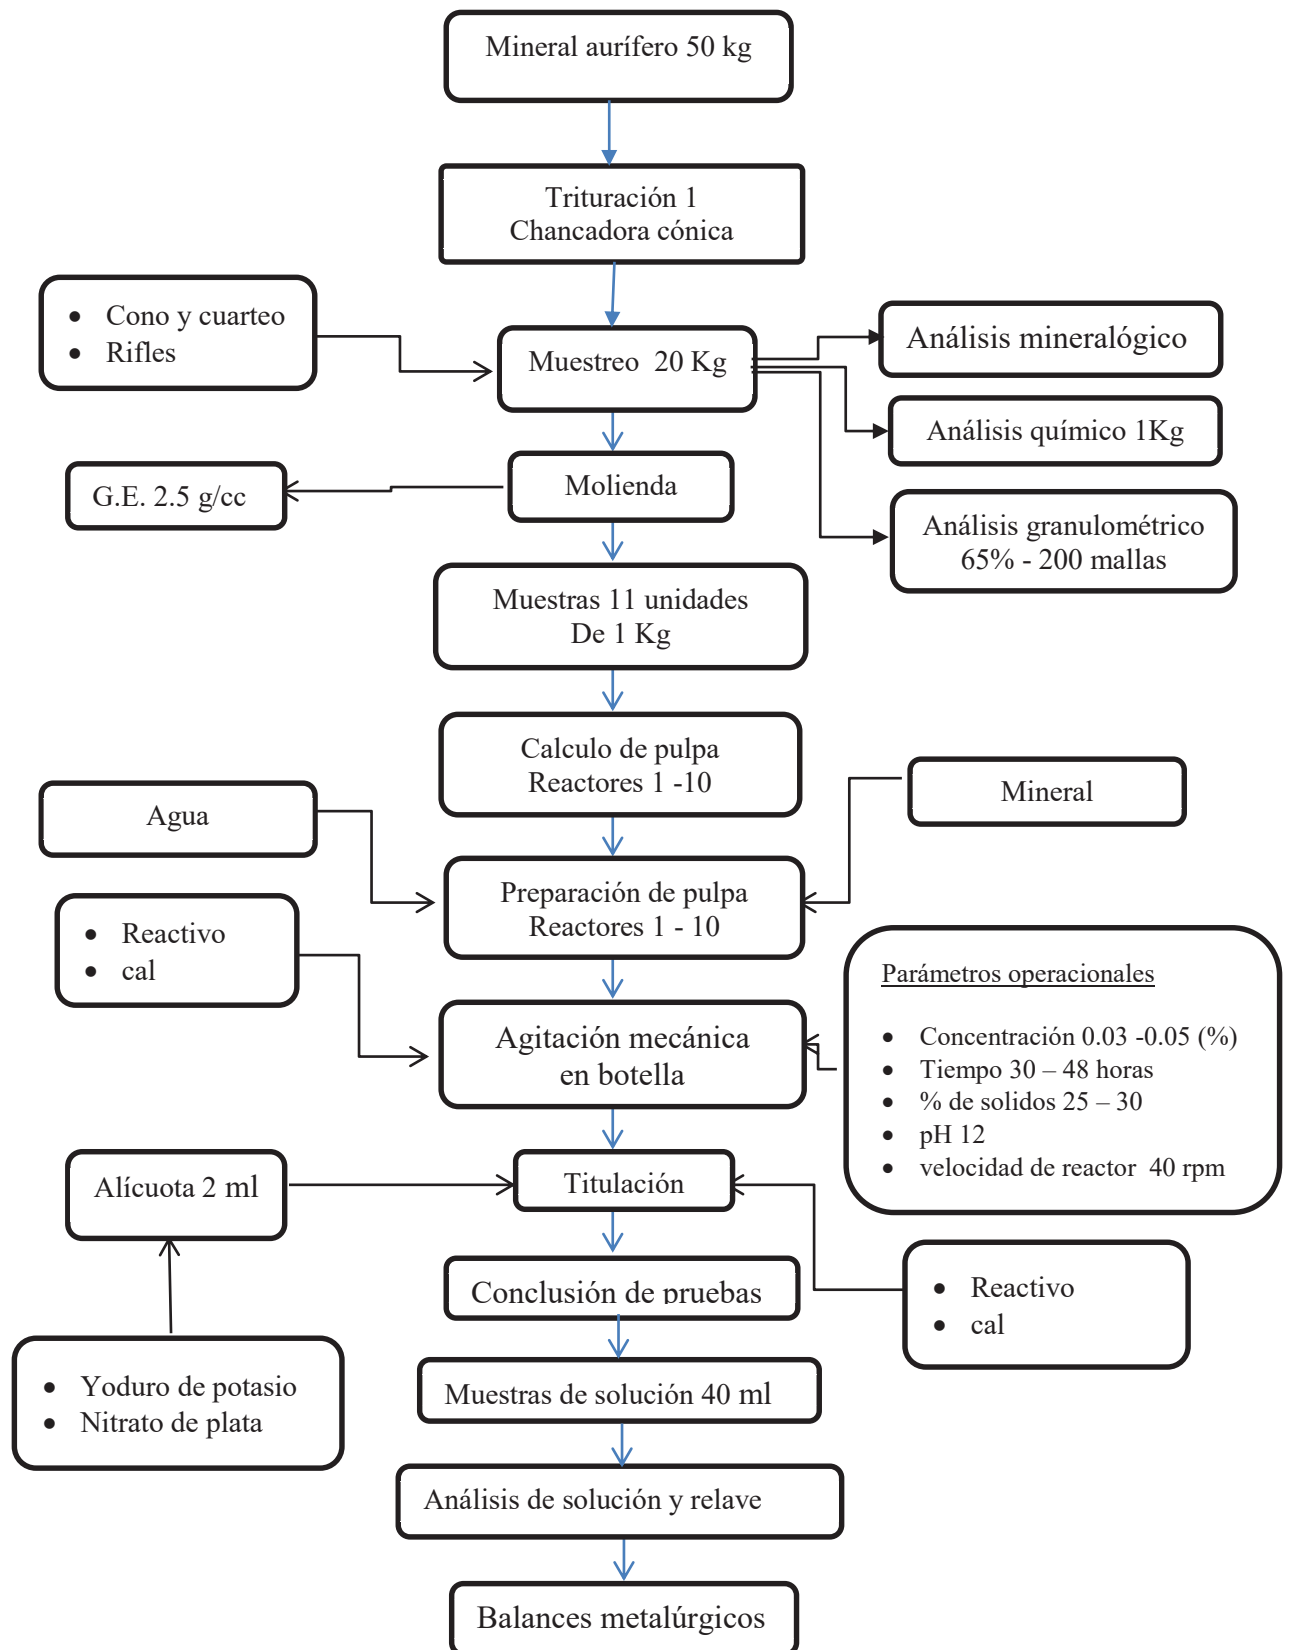 Mineral aurífero 50 kg
Trituración 1
Chancadora cónica
• Cono y cuarteo
• Rifles
Muestreo 20 Kg
Análisis mineralógico
Análisis químico 1Kg
G.E. 2.5 g/cc
Molienda
Análisis granulométrico
65% - 200 mallas
Muestras 11 unidades
De 1 Kg
Calculo de pulpa
Reactores 1 -10
Mineral
Agua
Preparación de pulpa
Reactores 1 - 10
• Reactivo
• cal
Parámetros operacionales
• Concentración 0.03 -0.05 (%)
• Tiempo 30 – 48 horas
• % de solidos 25 – 30
• pH 12
• velocidad de reactor 40 rpm
Agitación mecánica
en botella
Alícuota 2 ml
Titulación
Conclusión de pruebas
• Reactivo
• cal
• Yoduro de potasio
• Nitrato de plata
Muestras de solución 40 ml
Análisis de solución y relave
Balances metalúrgicos